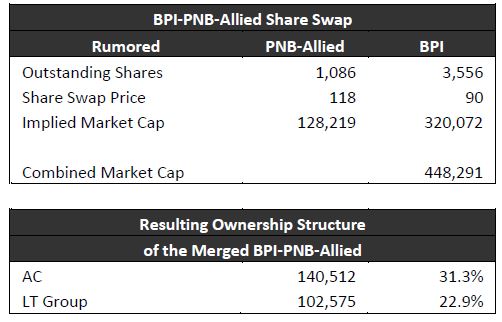 BPI-PNB-Allied Share Swap
Rumored PNB-Allied BPI
Outstanding Shares 1,086 3,556
Share Swap Price 118 90
Implied Market Cap 128,219 320,072
Combined Market Cap 448,291
Resulting Ownership Structure
of the Merged BPI-PNB-Allied
AC 140,512 31.3%
LT Group 102,575 22.9%